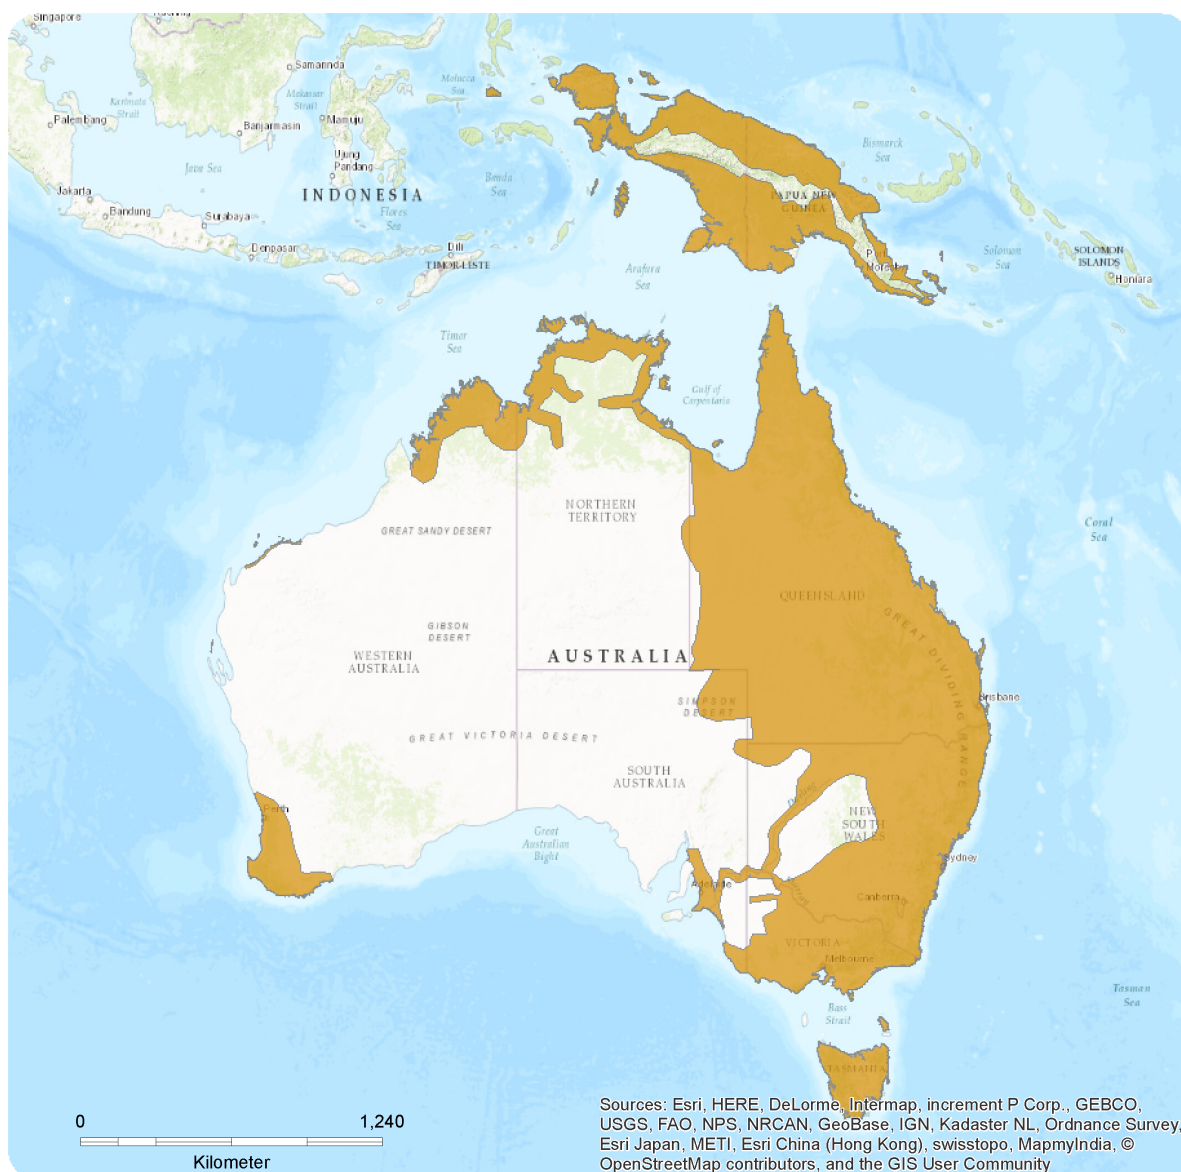 Singapore
Samarinda
Molucca
Sea
Makassar
Strait
Karimata
Strait
Palembang
Mamuju
Banjarmasin
Bismarck
Sea
Ujung
Pandang
Java Sea
Banda
Sea
Jakarta
INDONESIA
PAPUA NEW
GUINEA
Bandung
Surabaya
Flores
Sea
Denpasar
Dili
TIMOR-LESTE
Solomon
Sea
SOLOMON
ISLANDS
Honiara
Arafura
Sea
Timor
Sea
Gulf of
Carpentaria
NORTHERN
TERRITORY
GREAT SANDY DESERT
Coral
Sea
QUEENSLAND
GREAT DIVIDING RANGE
GIBSON
DESERT
WESTERN
AUSTRALIA
AUSTRALIA
SIMPSON
DESERT
Brisbane
GREAT VICTORIA DESERT
SOUTH
AUSTRALIA
Darling
Perth
NEW
SOUTH
WALES
Great
Australian
Bight
Sydney
Adelaide
Murray
Canberra
VICTORIA
Melbourne
Tasman
Sea
Bass
Strait
TASMANIA
0 1,240
Kilometer
Sources: Esri, HERE, DeLorme, Intermap, increment P Corp., GEBCO,
USGS, FAO, NPS, NRCAN, GeoBase, IGN, Kadaster NL, Ordnance Survey,
Esri Japan, METI, Esri China (Hong Kong), swisstopo, MapmyIndia, ©
OpenStreetMap contributors, and the GIS User Community